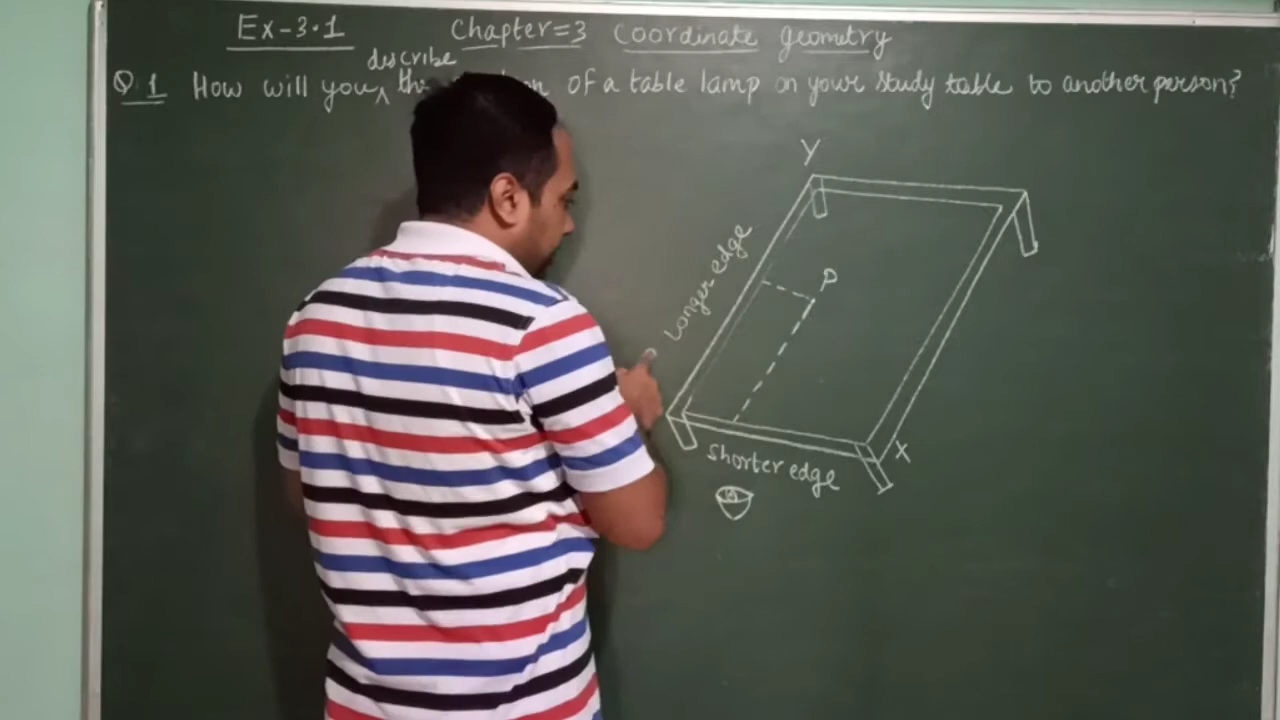 Ex-3.1 Chapter=3 Coordinate geometry
describe
Q.1 How will you, of a table lamp on your study table to another person?
Y
Longer edge
P
X
shorter edge